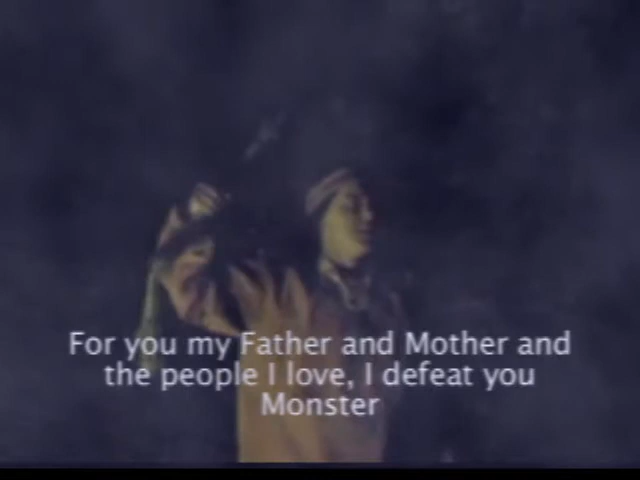 For you my Father and Mother and
the people I love, I defeat you
Monster